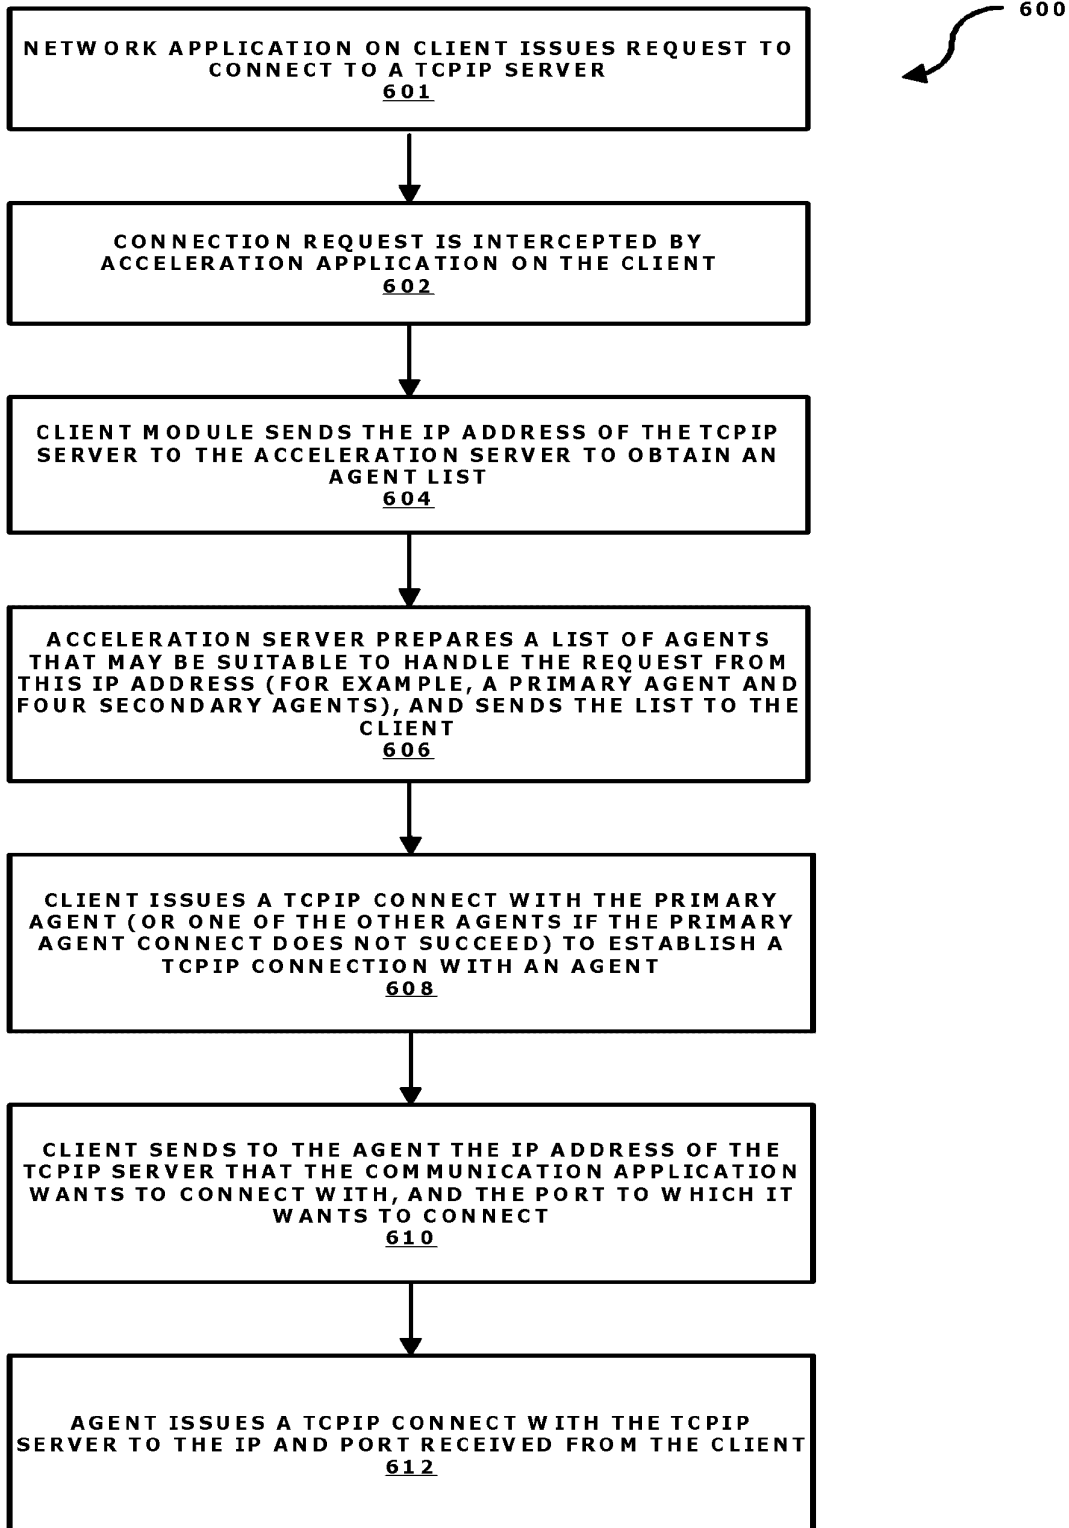 600
NETWORK APPLICATION ON CLIENT ISSUES REQUEST TO
CONNECT TO A TCPIP SERVER
601
CONNECTION REQUEST IS INTERCEPTED BY
ACCELERATION APPLICATION ON THE CLIENT
602
CLIENT MODULE SENDS THE IP ADDRESS OF THE TCPIP
SERVER TO THE ACCELERATION SERVER TO OBTAIN AN
AGENT LIST
604
ACCELERATION SERVER PREPARES A LIST OF AGENTS
THAT MAY BE SUITABLE TO HANDLE THE REQUEST FROM
THIS IP ADDRESS (FOR EXAMPLE, A PRIMARY AGENT AND
FOUR SECONDARY AGENTS), AND SENDS THE LIST TO THE
CLIENT
606
CLIENT ISSUES A TCPIP CONNECT WITH THE PRIMARY
AGENT (OR ONE OF THE OTHER AGENTS IF THE PRIMARY
AGENT CONNECT DOES NOT SUCCEED) TO ESTABLISH A
TCPIP CONNECTION WITH AN AGENT
608
CLIENT SENDS TO THE AGENT THE IP ADDRESS OF THE
TCPIP SERVER THAT THE COMMUNICATION APPLICATION
WANTS TO CONNECT WITH, AND THE PORT TO WHICH IT
WANTS TO CONNECT
610
AGENT ISSUES A TCPIP CONNECT WITH THE TCPIP
SERVER TO THE IP AND PORT RECEIVED FROM THE CLIENT
612